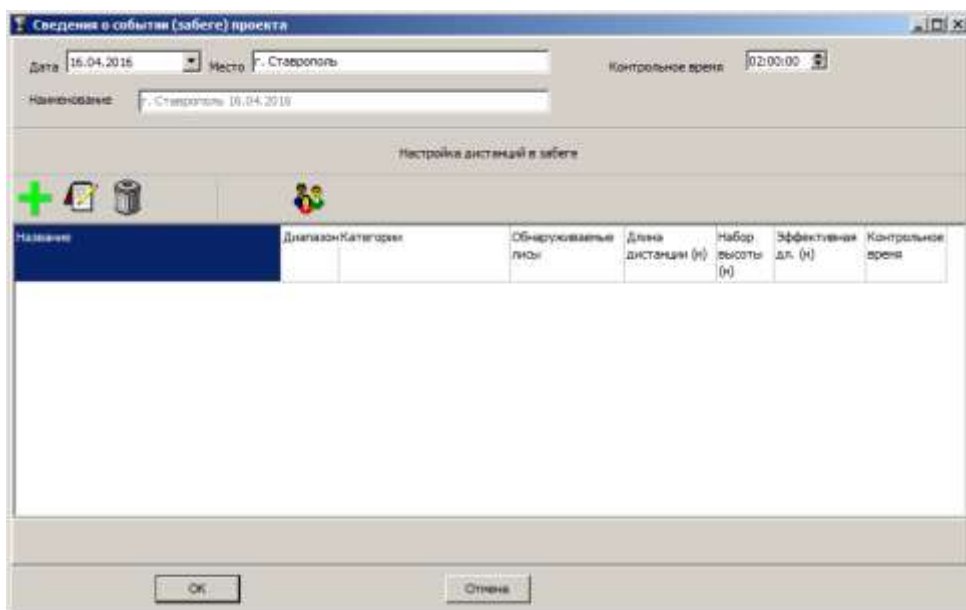 Сведения о событии (забеге) проекта
Дата 16.04.2016 Место г. Ставрополь Контрольное время 02:00:00
Наименование г. Ставрополь 16.04.2016
Настройка дистанций в забеге
Название Диапазон Категории Обнаруживаемые лисы Длина дистанции (м) Набор высоты (м) Эффективная дл. (м) Контрольное время
ОК Отмена